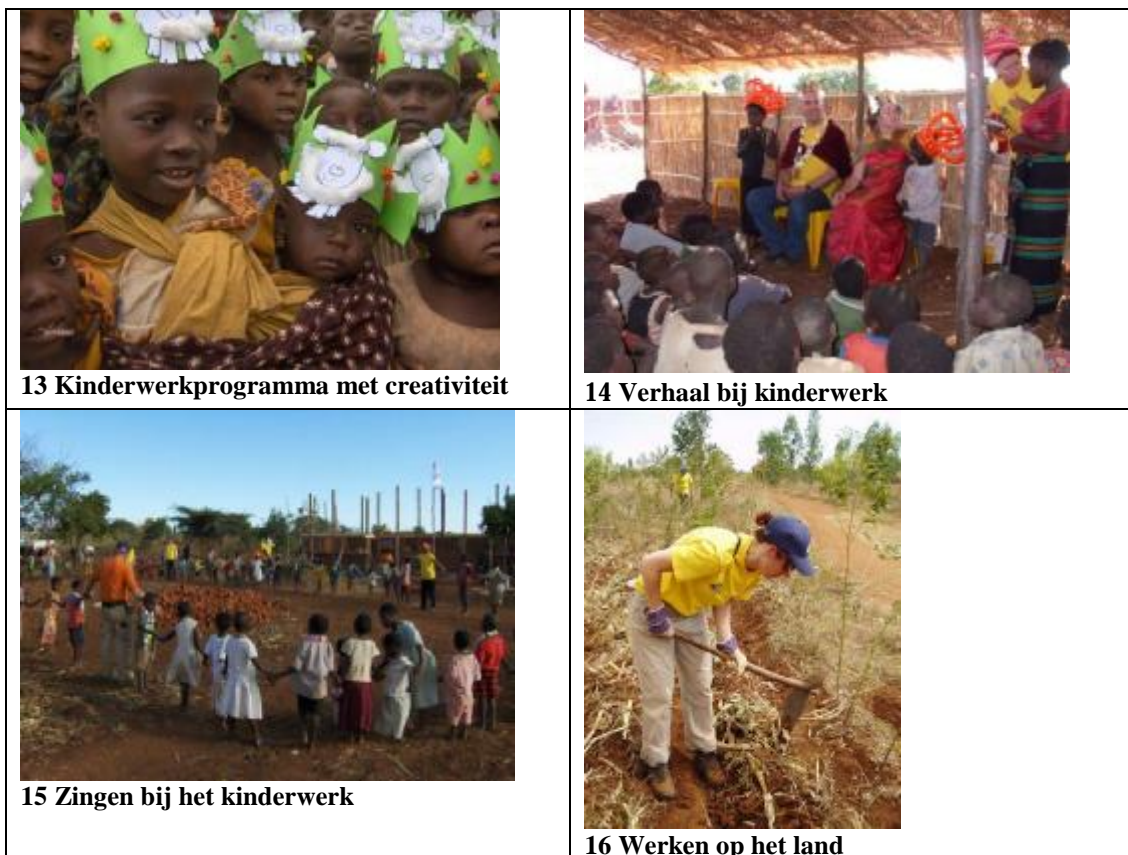 13 Kinderwerkprogramma met creativiteit
14 Verhaal bij kinderwerk
15 Zingen bij het kinderwerk
16 Werken op het land